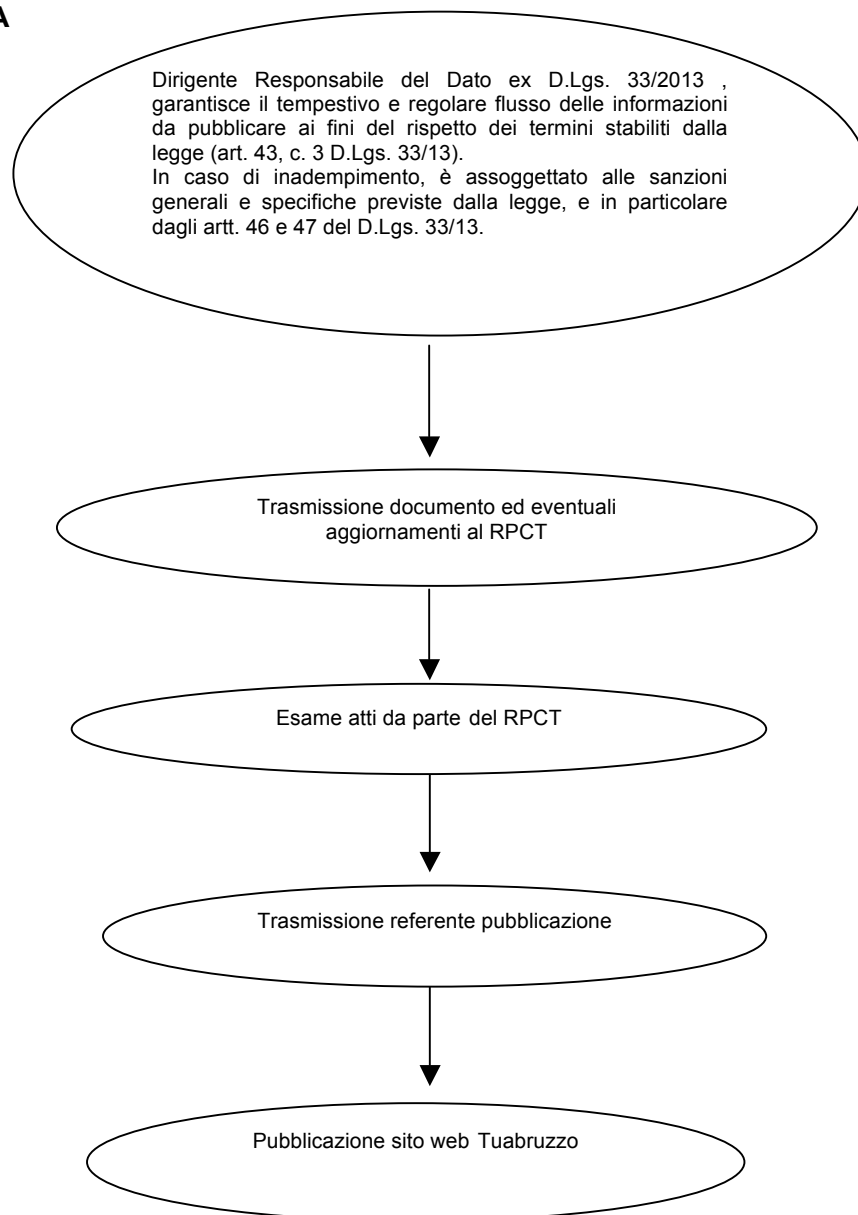 A
Dirigente Responsabile del Dato ex D.Lgs. 33/2013 ,
garantisce il tempestivo e regolare flusso delle informazioni
da pubblicare ai fini del rispetto dei termini stabiliti dalla
legge (art. 43, c. 3 D.Lgs. 33/13).
In caso di inadempimento, è assoggettato alle sanzioni
generali e specifiche previste dalla legge, e in particolare
dagli artt. 46 e 47 del D.Lgs. 33/13.
Trasmissione documento ed eventuali
aggiornamenti al RPCT
Esame atti da parte del RPCT
Trasmissione referente pubblicazione
Pubblicazione sito web Tuabruzzo